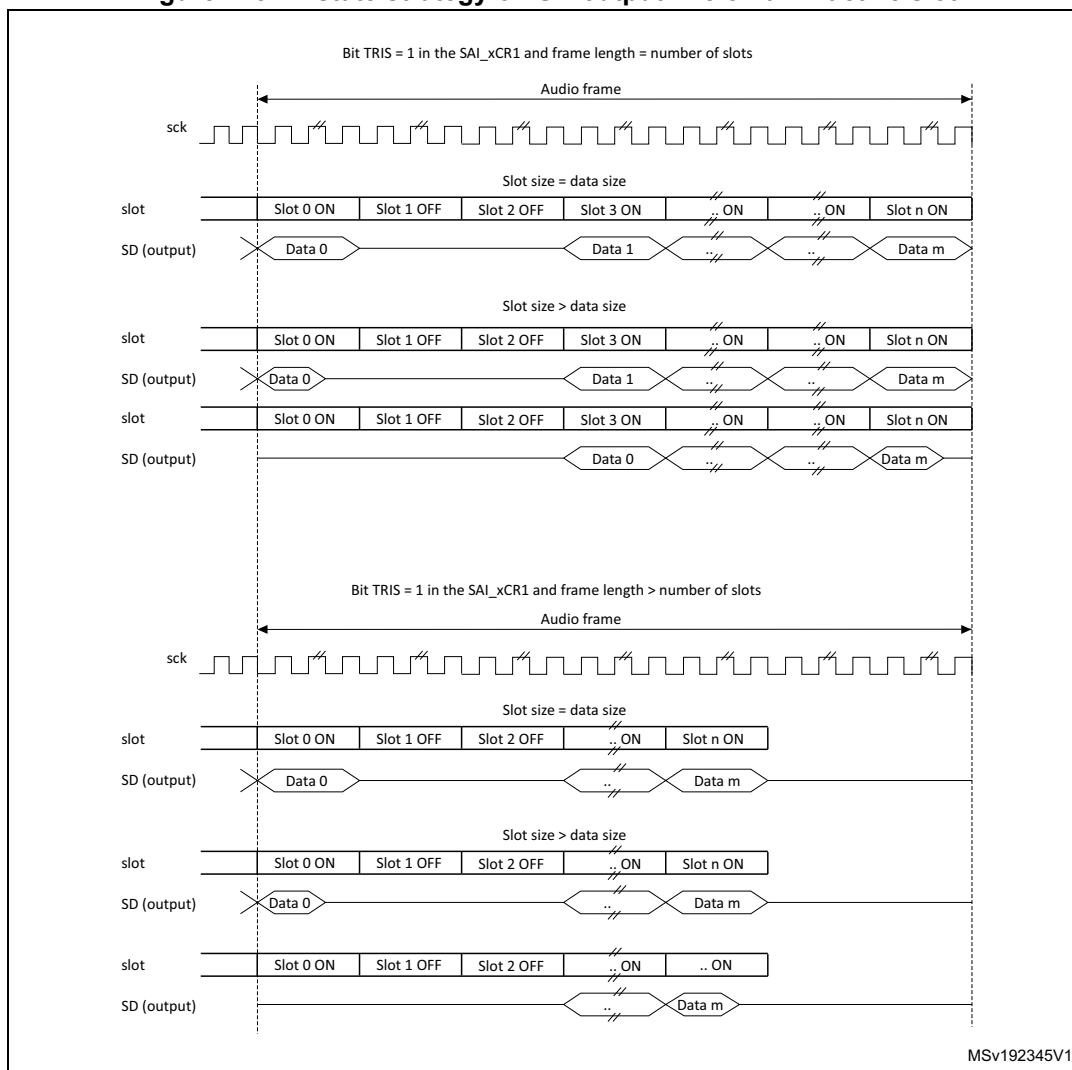 Bit TRIS = 1 in the SAI_xCR1 and frame length = number of slots
Audio frame
sck
Slot size = data size
slot Slot 0 ON Slot 1 OFF Slot 2 OFF Slot 3 ON .. ON .. ON Slot n ON
SD (output) Data 0 Data 1 .. .. Data m
Slot size > data size
slot Slot 0 ON Slot 1 OFF Slot 2 OFF Slot 3 ON .. ON .. ON Slot n ON
SD (output) Data 0 Data 1 .. .. Data m
slot Slot 0 ON Slot 1 OFF Slot 2 OFF Slot 3 ON .. ON .. ON Slot n ON
SD (output) Data 0 .. .. Data m
Bit TRIS = 1 in the SAI_xCR1 and frame length > number of slots
Audio frame
sck
Slot size = data size
slot Slot 0 ON Slot 1 OFF Slot 2 OFF .. ON Slot n ON
SD (output) Data 0 .. Data m
Slot size > data size
slot Slot 0 ON Slot 1 OFF Slot 2 OFF .. ON Slot n ON
SD (output) Data 0 .. Data m
slot Slot 0 ON Slot 1 OFF Slot 2 OFF .. ON .. ON
SD (output) .. Data m
MSv192345V1